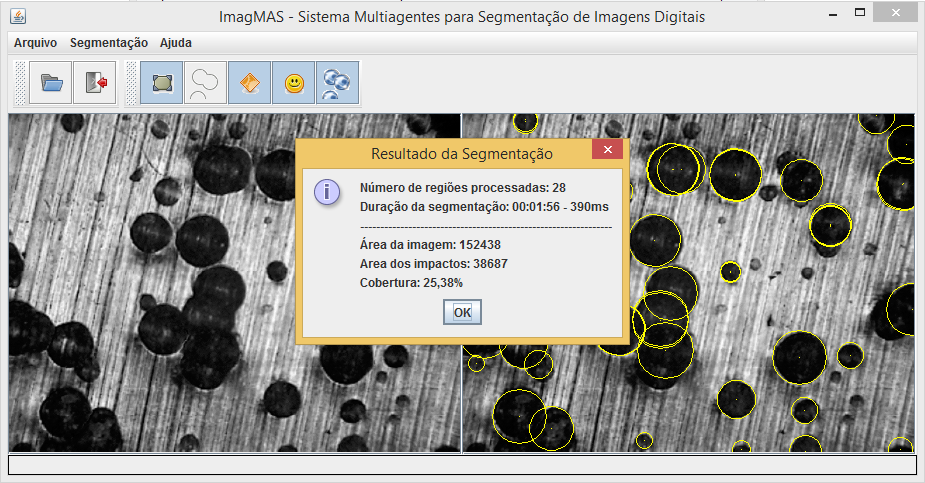 ImagMAS - Sistema Multiagentes para Segmentação de Imagens Digitais
Arquivo Segmentação Ajuda
Resultado da Segmentação
Número de regiões processadas: 28
Duração da segmentação: 00:01:56 - 390ms
Área da imagem: 152438
Area dos impactos: 38687
Cobertura: 25,38%
OK